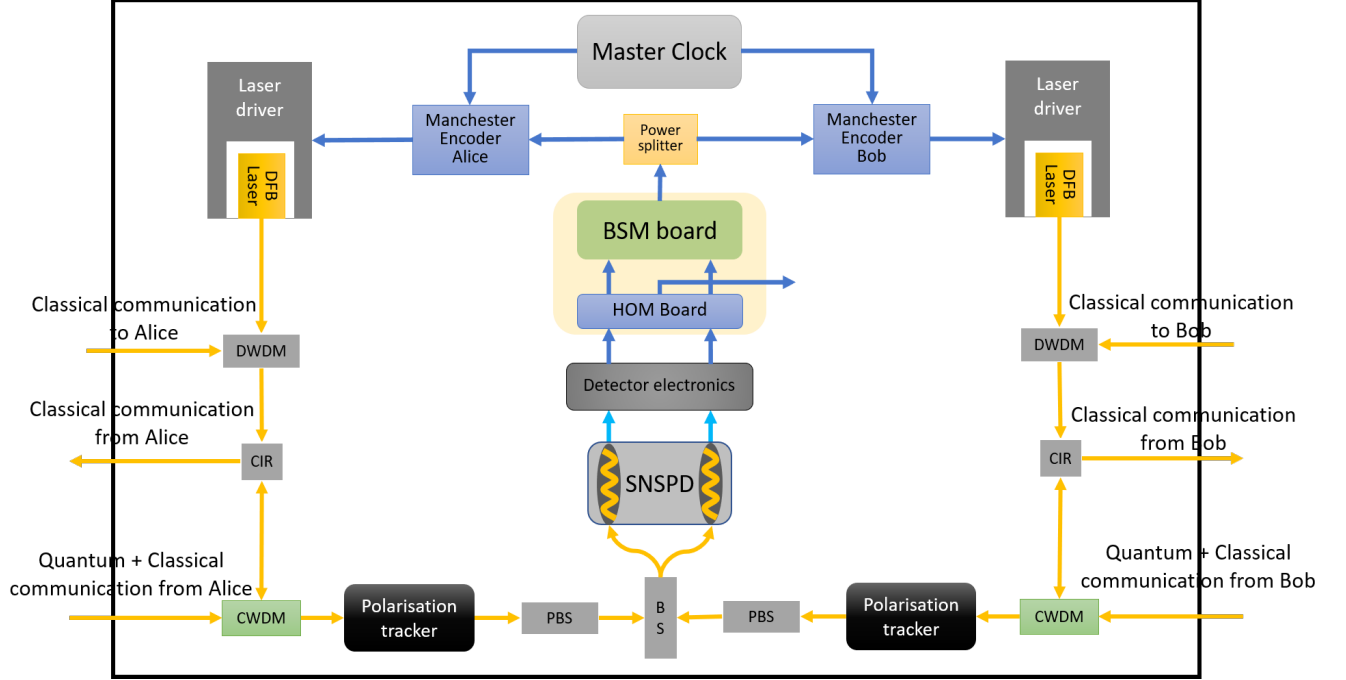 Master Clock
Laser
driver
DFB
Laser
Manchester
Encoder
Alice
Power
splitter
Manchester
Encoder
Bob
Laser
driver
DFB
Laser
BSM board
HOM Board
Classical communication
to Alice
DWDM
Classical communication
to Bob
DWDM
Detector electronics
Classical communication
from Alice
CIR
Classical communication
from Bob
CIR
SNSPD
Quantum + Classical
communication from Alice
CWDM
Polarisation
tracker
PBS
B
S
PBS
Polarisation
tracker
CWDM
Quantum + Classical
communication from Bob